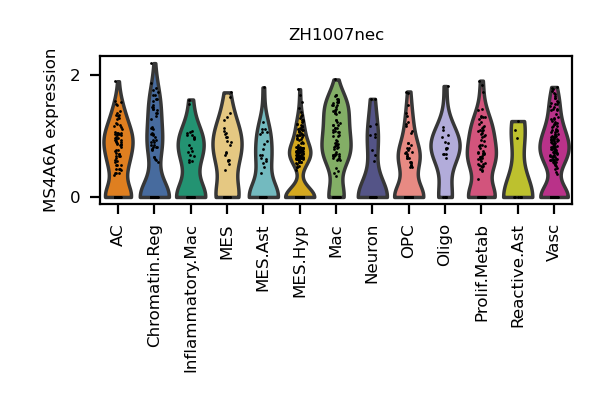 ZH1007nec
MS4A6A expression
2
0
AC
Chromatin.Reg
Inflammatory.Mac
MES
MES.Ast
MES.Hyp
Mac
Neuron
OPC
Oligo
Prolif.Metab
Reactive.Ast
Vasc